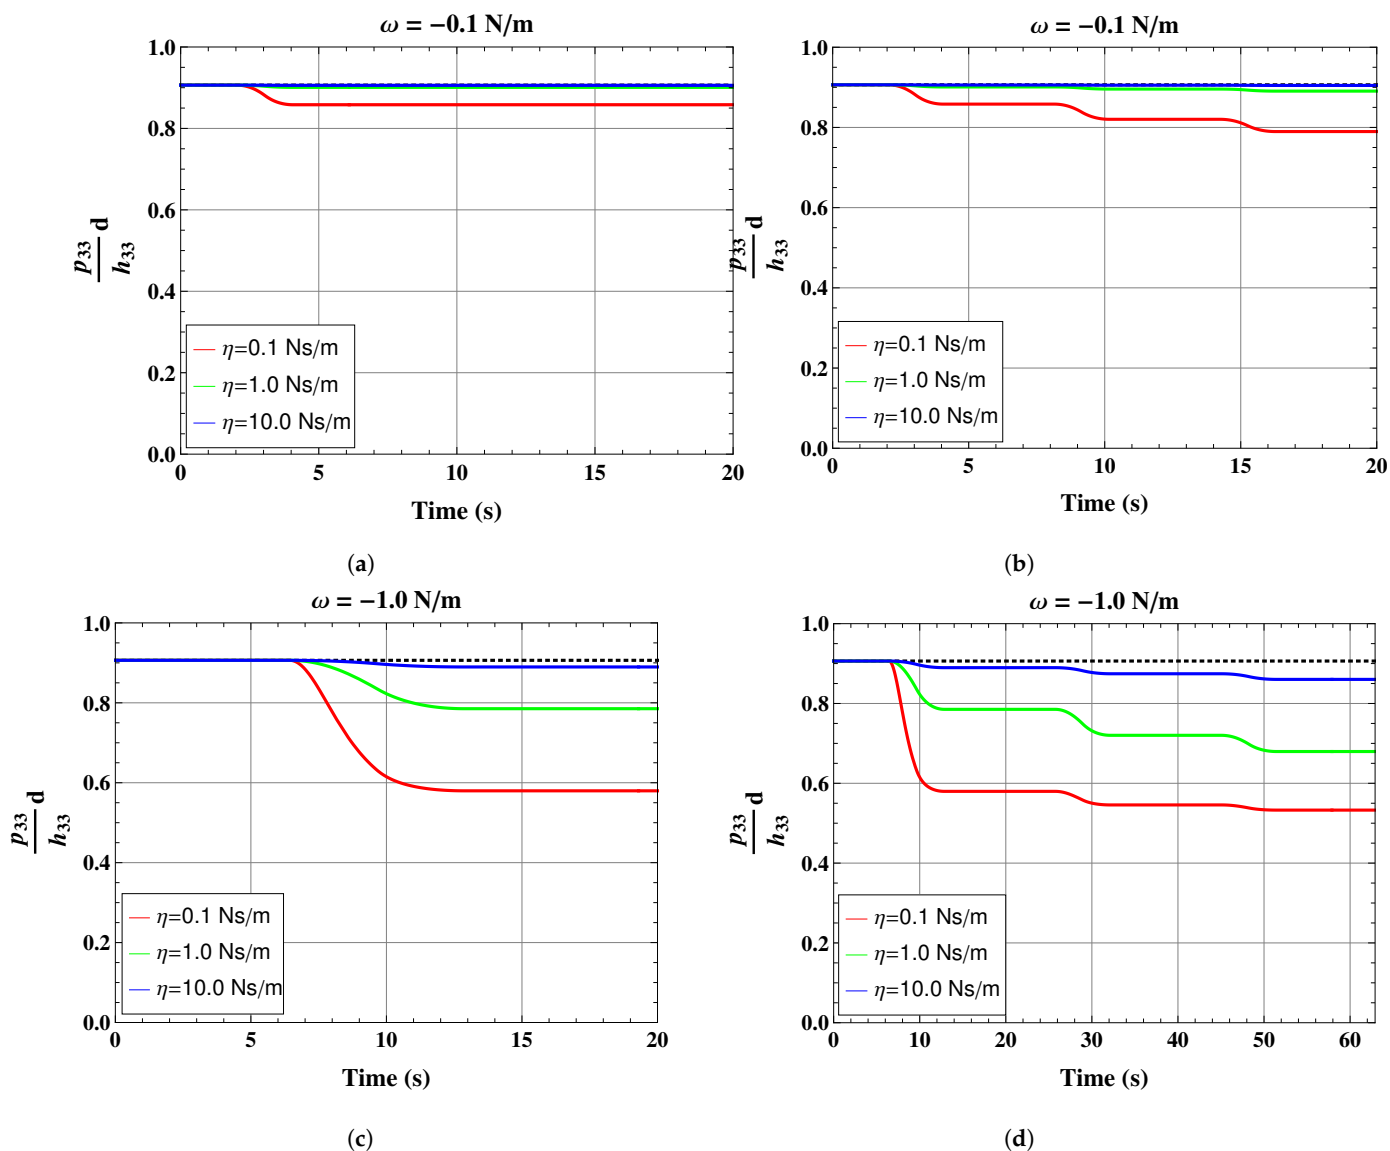 ω = −0.1 N/m
1.0
0.8
0.6
0.4
0.2
0.0
p33/h33 d
η=0.1 Ns/m
η=1.0 Ns/m
η=10.0 Ns/m
0 5 10 15 20
Time (s)
(a)
ω = −0.1 N/m
1.0
0.8
0.6
0.4
0.2
0.0
p33/h33 d
η=0.1 Ns/m
η=1.0 Ns/m
η=10.0 Ns/m
0 5 10 15 20
Time (s)
(b)
ω = −1.0 N/m
1.0
0.8
0.6
0.4
0.2
0.0
p33/h33 d
η=0.1 Ns/m
η=1.0 Ns/m
η=10.0 Ns/m
0 5 10 15 20
Time (s)
(c)
ω = −1.0 N/m
1.0
0.8
0.6
0.4
0.2
0.0
p33/h33 d
η=0.1 Ns/m
η=1.0 Ns/m
η=10.0 Ns/m
0 10 20 30 40 50 60
Time (s)
(d)